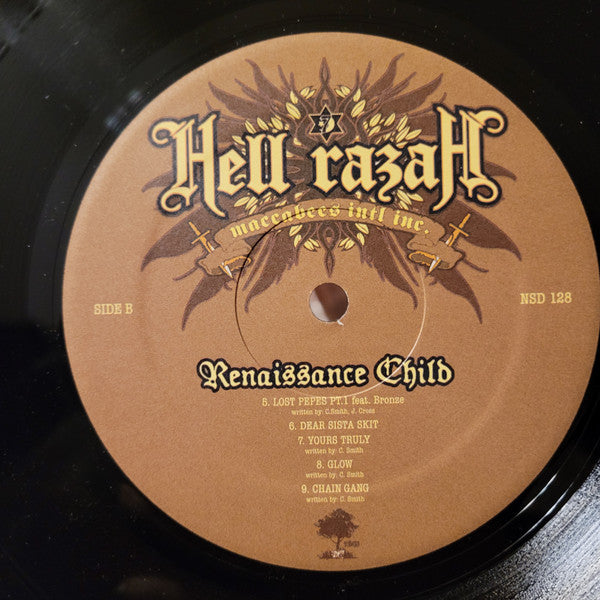 Hell razah
maccabees intl inc.
SIDE B
NSD 128
Renaissance Child
5. LOST PEPES PT.1 feat. Bronze
written by: C.Smith, J. Cross
6. DEAR SISTA SKIT
7. YOURS TRULY
written by: C. Smith
8. GLOW
written by: C. Smith
9. CHAIN GANG
written by: C. Smith